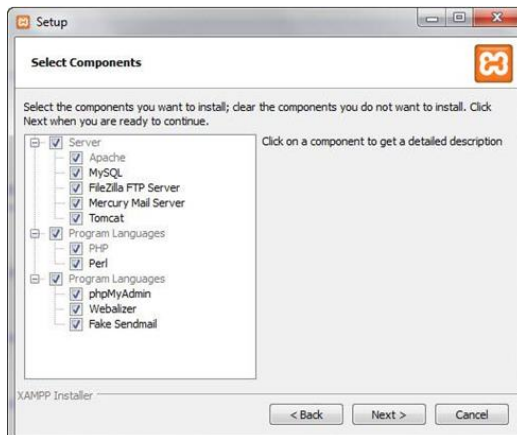 Setup
Select Components
Select the components you want to install; clear the components you do not want to install. Click
Next when you are ready to continue.
Server
Apache
MySQL
FileZilla FTP Server
Mercury Mail Server
Tomcat
Program Languages
PHP
Perl
Program Languages
phpMyAdmin
Webalizer
Fake Sendmail
Click on a component to get a detailed description
XAMPP Installer
< Back
Next >
Cancel